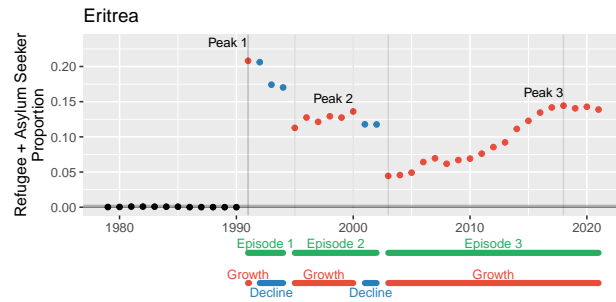 Eritrea
Refugee + Asylum Seeker
Proportion
0.20
0.15
0.10
0.05
0.00
Peak 1
Peak 2
Peak 3
1980 1990 2000 2010 2020
Episode 1 Episode 2 Episode 3
Growth Growth Growth
Decline Decline